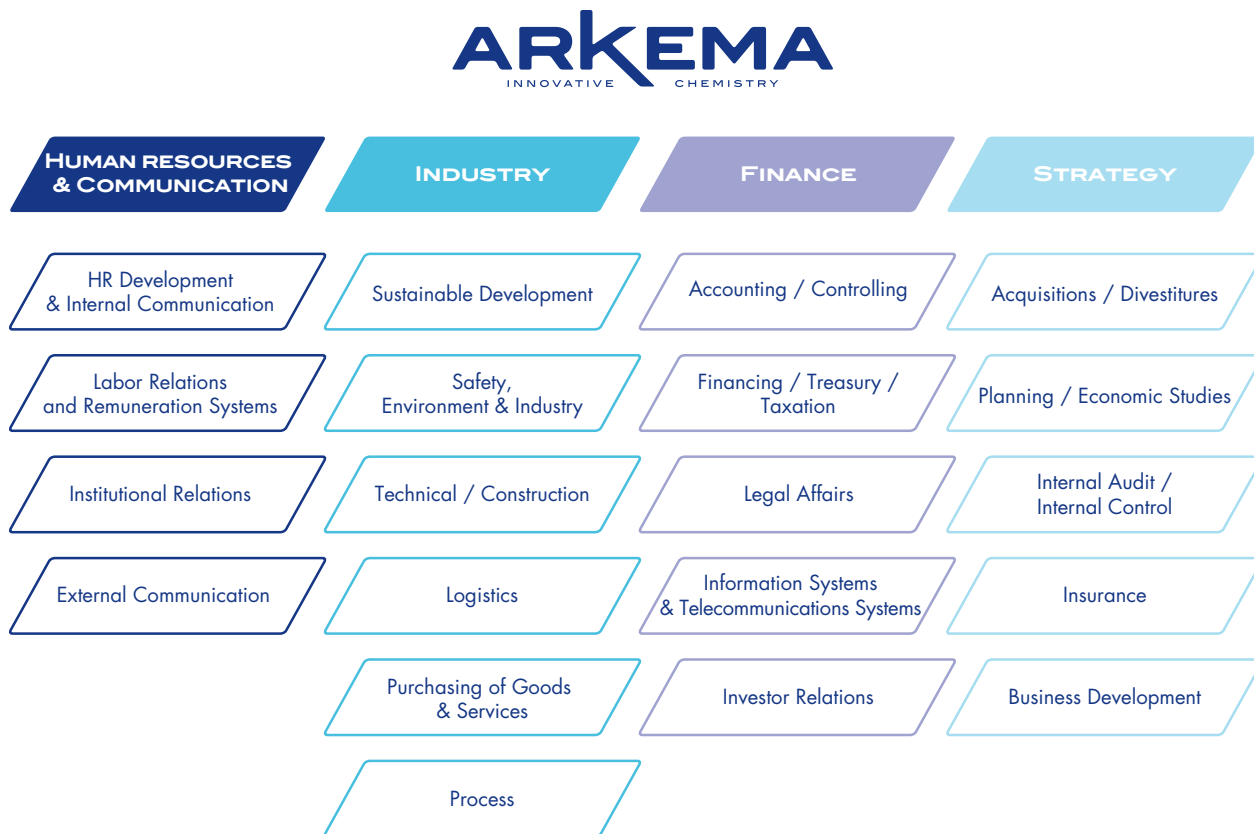 ARKEMA
INNOVATIVE CHEMISTRY
HUMAN RESOURCES
& COMMUNICATION
INDUSTRY
FINANCE
STRATEGY
HR Development
& Internal Communication
Sustainable Development
Accounting / Controlling
Acquisitions / Divestitures
Labor Relations
and Remuneration Systems
Safety,
Environment & Industry
Financing / Treasury /
Taxation
Planning / Economic Studies
Institutional Relations
Technical / Construction
Legal Affairs
Internal Audit /
Internal Control
External Communication
Logistics
Information Systems
& Telecommunications Systems
Insurance
Purchasing of Goods
& Services
Investor Relations
Business Development
Process